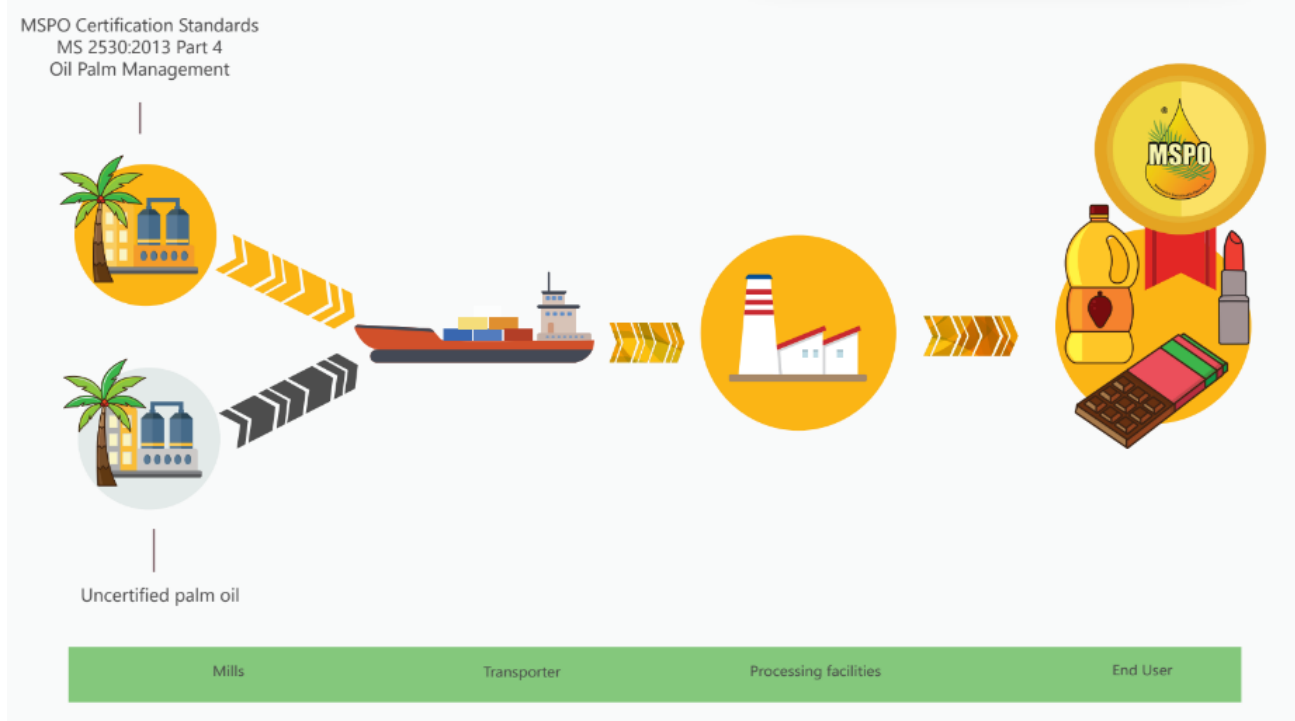 MSPO Certification Standards
MS 2530:2013 Part 4
Oil Palm Management
®
MSPO
Uncertified palm oil
Mills
Transporter
Processing facilities
End User